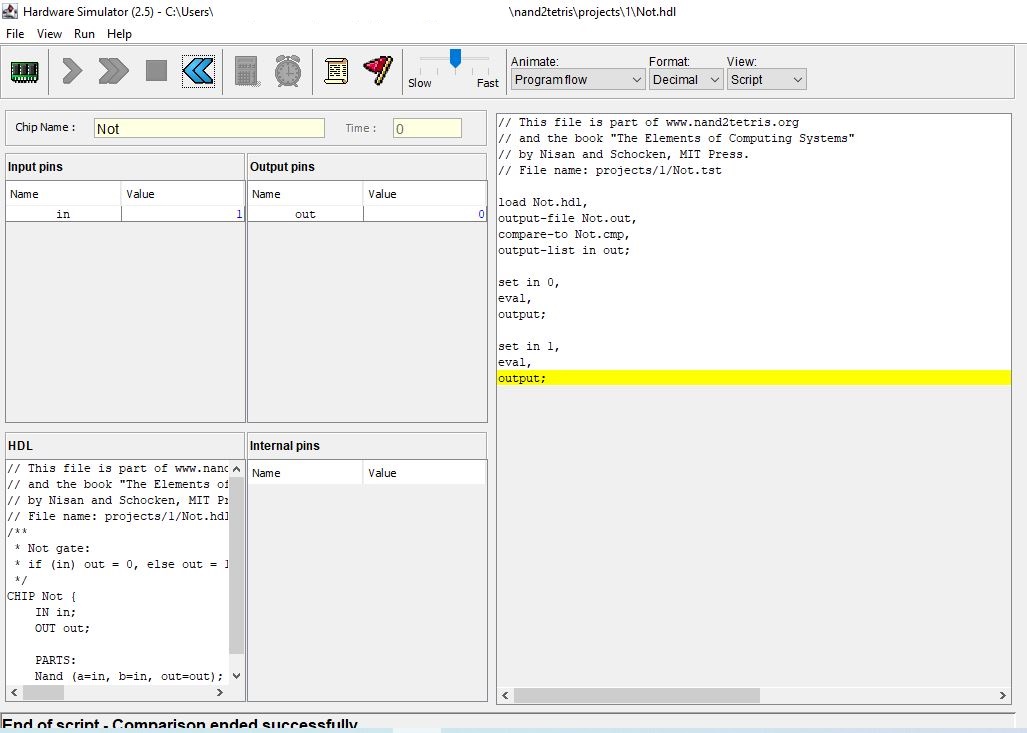 Hardware Simulator (2.5) - C:\Users\ \nand2tetris\projects\1\Not.hdl
File View Run Help
Slow Fast
Animate: Format: View:
Program flow Decimal Script
Chip Name : Not Time : 0
Input pins
Name Value
in 1
Output pins
Name Value
out 0
HDL
// This file is part of www.nand
// and the book "The Elements of
// by Nisan and Schocken, MIT Pr
// File name: projects/1/Not.hdl
/**
* Not gate:
* if (in) out = 0, else out = 1
*/
CHIP Not {
IN in;
OUT out;
PARTS:
Nand (a=in, b=in, out=out);
Internal pins
Name Value
// This file is part of www.nand2tetris.org
// and the book "The Elements of Computing Systems"
// by Nisan and Schocken, MIT Press.
// File name: projects/1/Not.tst
load Not.hdl,
output-file Not.out,
compare-to Not.cmp,
output-list in out;
set in 0,
eval,
output;
set in 1,
eval,
output;
End of script - Comparison ended successfully